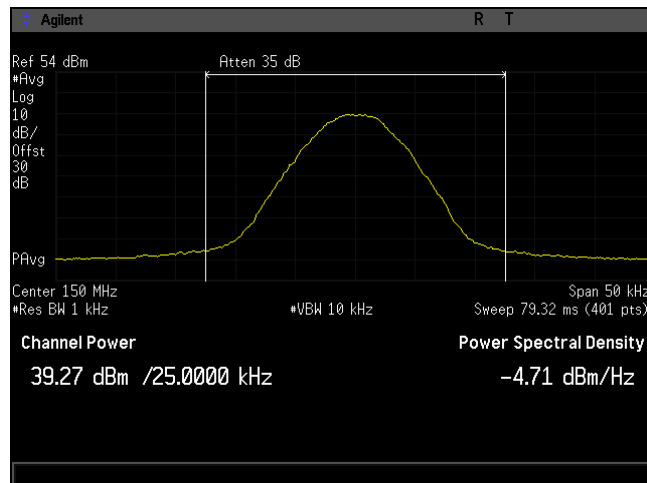 Agilent
R T
Ref 54 dBm
Atten 35 dB
#Avg
Log
10
dB/
Offst
30
dB
PAvg
Center 150 MHz
Span 50 kHz
#Res BW 1 kHz
#VBW 10 kHz
Sweep 79.32 ms (401 pts)
Channel Power
Power Spectral Density
39.27 dBm /25.0000 kHz
-4.71 dBm/Hz